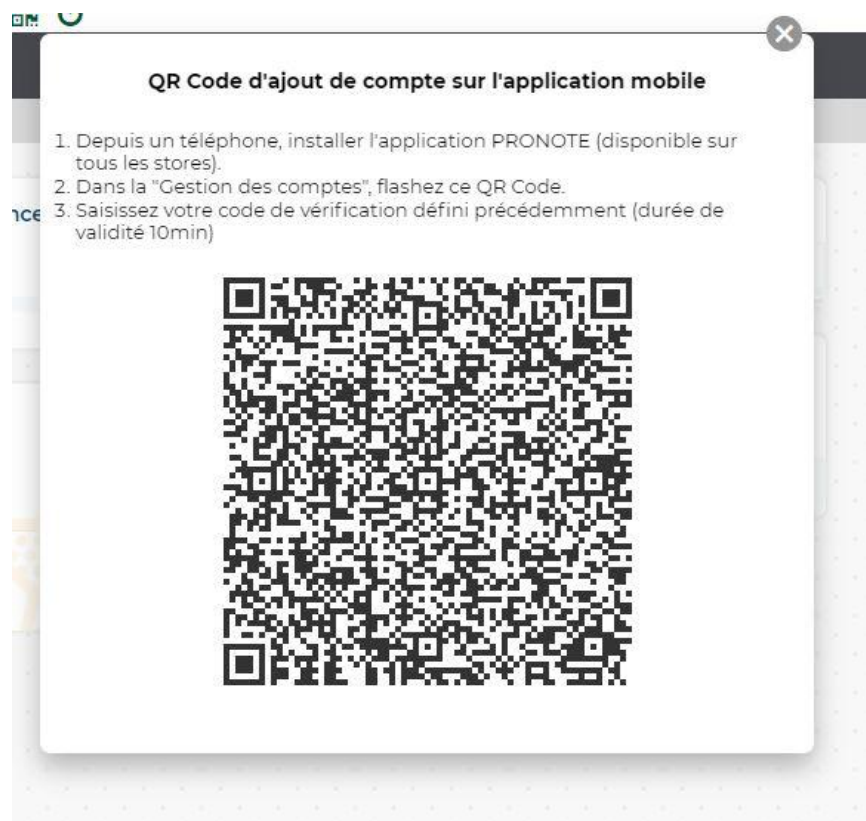 QR Code d'ajout de compte sur l'application mobile
1. Depuis un téléphone, installer l'application PRONOTE (disponible sur
tous les stores).
2. Dans la "Gestion des comptes", flashez ce QR Code.
3. Saisissez votre code de vérification défini précédemment (durée de
validité 10min)